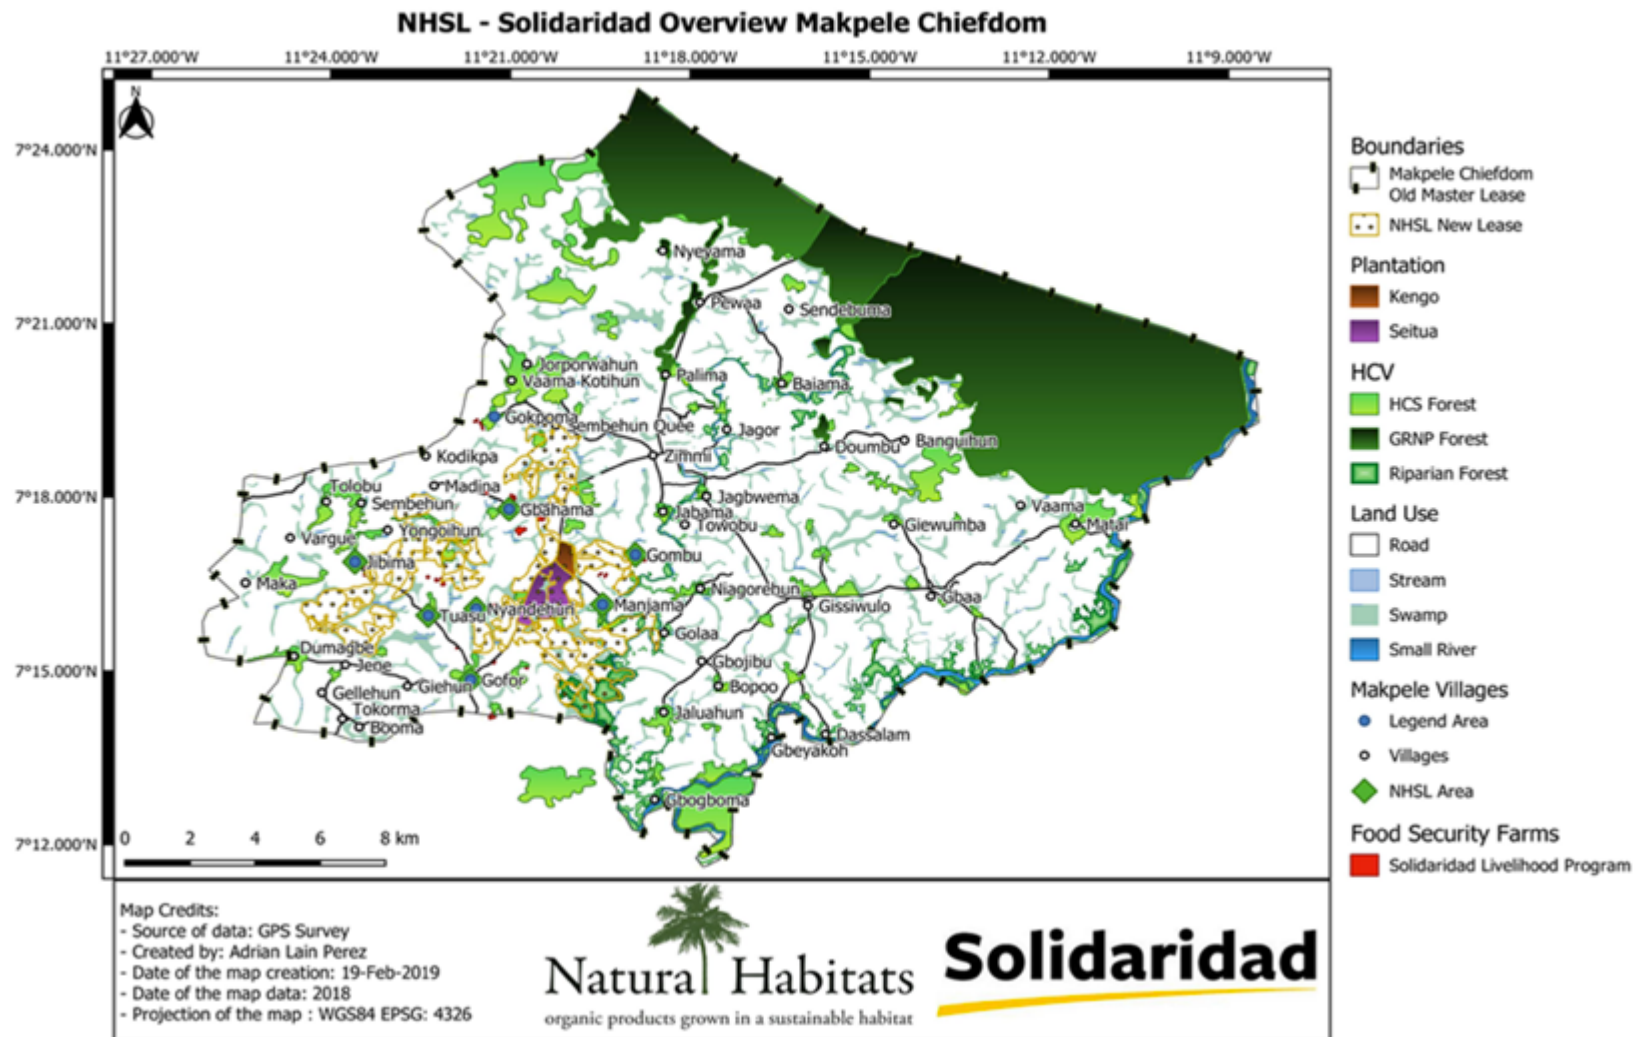 NHSL - Solidaridad Overview Makpele Chiefdom
11°27.000'W 11°24.000'W 11°21.000'W 11°18.000'W 11°15.000'W 11°12.000'W 11°9.000'W
N
7°24.000'N
7°21.000'N
7°18.000'N
7°15.000'N
7°12.000'N
Nyeyama
Pewaa
Sendebuma
Jorporwahun
Vaama Kotihun
Palima
Baiama
Gokpoma
Sembehun Quee
Jagor
Doumbu
Banguihun
Kodikpa
Zimmi
Tolobu
Madina
Sembehun
Gbahama
Jagbwema
Jabama
Towobu
Giewumba
Vaama
Matai
Vargue
Yongoihun
Jibima
Gombu
Maka
Niagorehun
Gbaa
Tuasu
Nyandehun
Manjama
Gissiwulo
Golaa
Dumagbe
Jene
Gbojibu
Giehun
Gofor
Bopoo
Gellehun
Tokorma
Jaluahun
Booma
Dassalam
Gbeyakoh
Gbogboma
0 2 4 6 8 km
Boundaries
Makpele Chiefdom
Old Master Lease
NHSL New Lease
Plantation
Kengo
Seitua
HCV
HCS Forest
GRNP Forest
Riparian Forest
Land Use
Road
Stream
Swamp
Small River
Makpele Villages
Legend Area
Villages
NHSL Area
Food Security Farms
Solidaridad Livelihood Program
Map Credits:
- Source of data: GPS Survey
- Created by: Adrian Lain Perez
- Date of the map creation: 19-Feb-2019
- Date of the map data: 2018
- Projection of the map : WGS84 EPSG: 4326
Natural Habitats
organic products grown in a sustainable habitat
Solidaridad